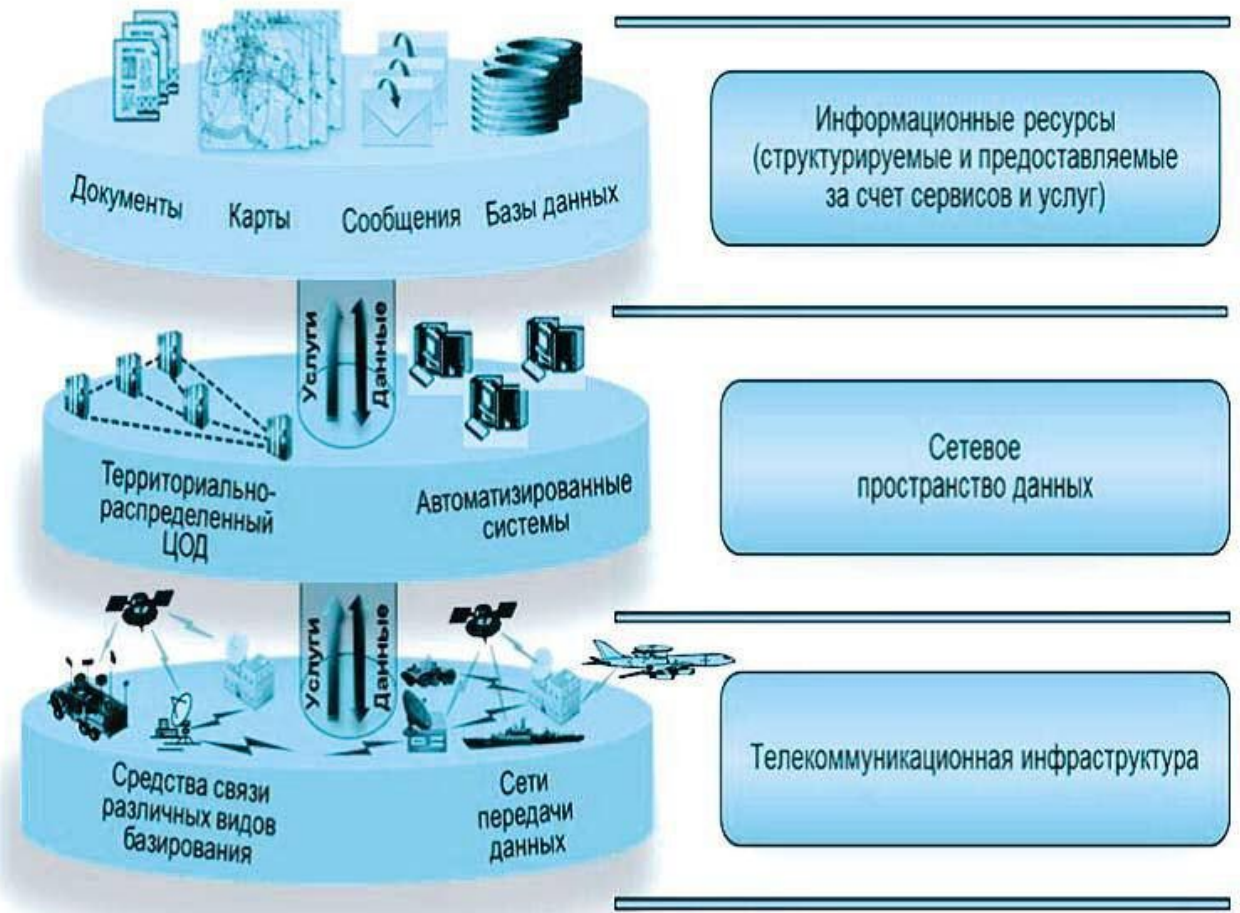 Документы
Карты
Сообщения
Базы данных
Информационные ресурсы
(структурируемые и предоставляемые
за счет сервисов и услуг)
Услуги
Данные
Территориально-
распределенный
ЦОД
Автоматизированные
системы
Сетевое
пространство данных
Услуги
Данные
Средства связи
различных видов
базирования
Сети
передачи
данных
Телекоммуникационная инфраструктура